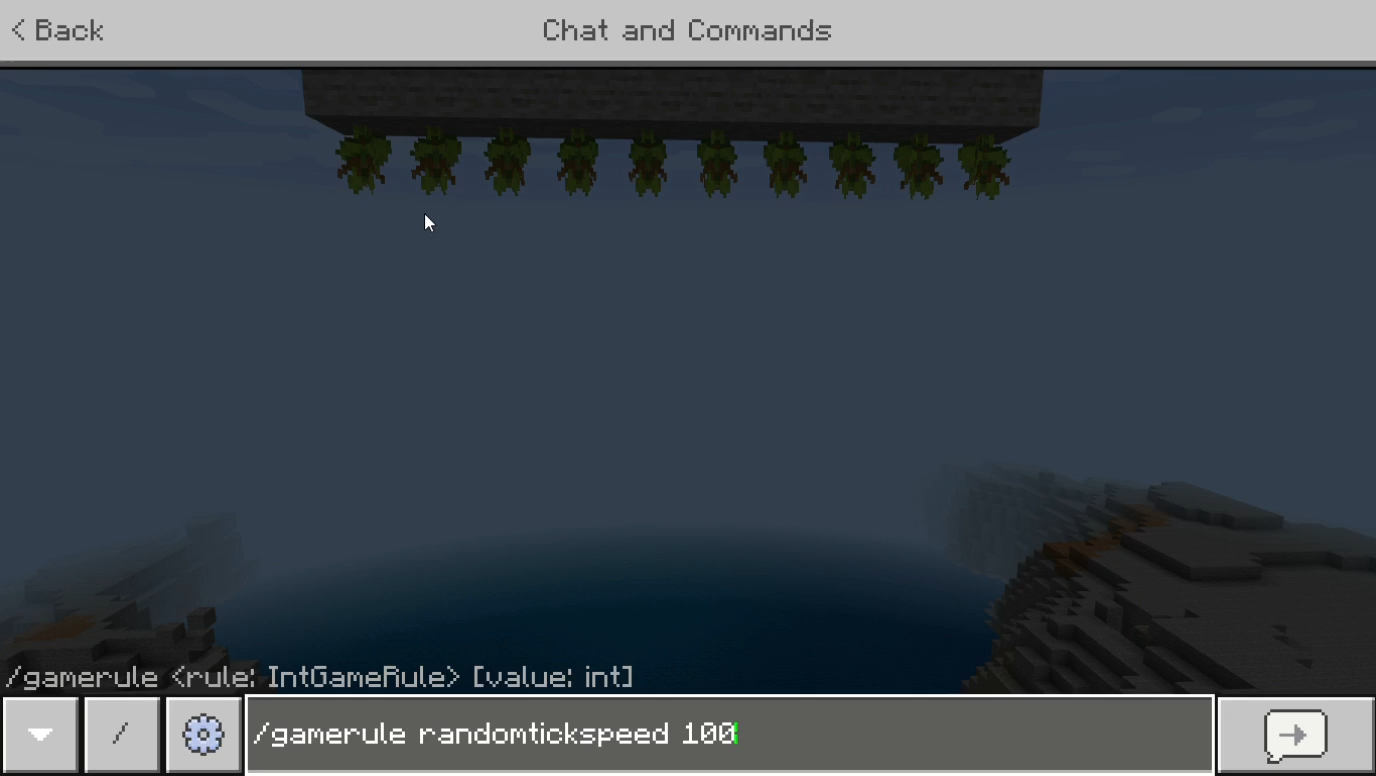 < Back
Chat and Commands
/gamerule <rule: IntGameRule> [value: int]
/
/gamerule randomtickspeed 100